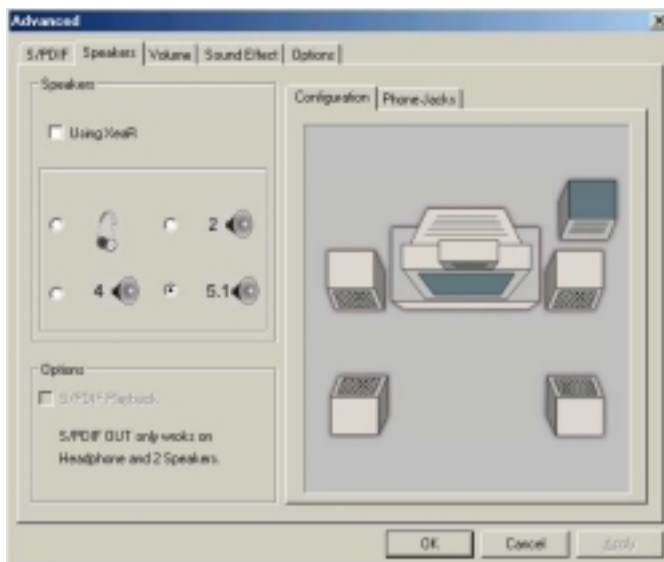 Advanced
S/PDIF Speakers Volume Sound Effect Options
Speakers
Using XeaR
2
4 5.1
Options
S/PDIF Playback
S/PDIF OUT only works on
Headphone and 2 Speakers.
Configuration Phone-Jacks
OK Cancel Apply